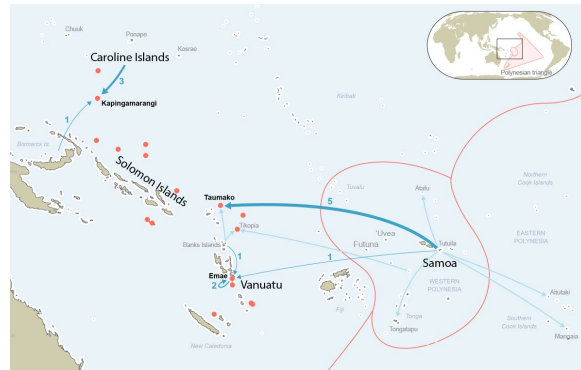 Chuuk
Ponape
Kosrae
Caroline Islands
3
Kapingamarangi
1
Bismarck Is
Solomon Islands
Kiribati
Polynesian triangle
Northern
Cook Islands
Taumako
5
Tuvalu
Atafu
Tikopia
'Uvea
Futuna
Tutuila
EASTERN
POLYNESIA
Banks Islands
1
1
Samoa
Emae
2
Vanuatu
WESTERN
POLYNESIA
Aitutaki
Fiji
Tonga
Tongatapu
Southern
Cook Islands
Mangaia
New Caledonia